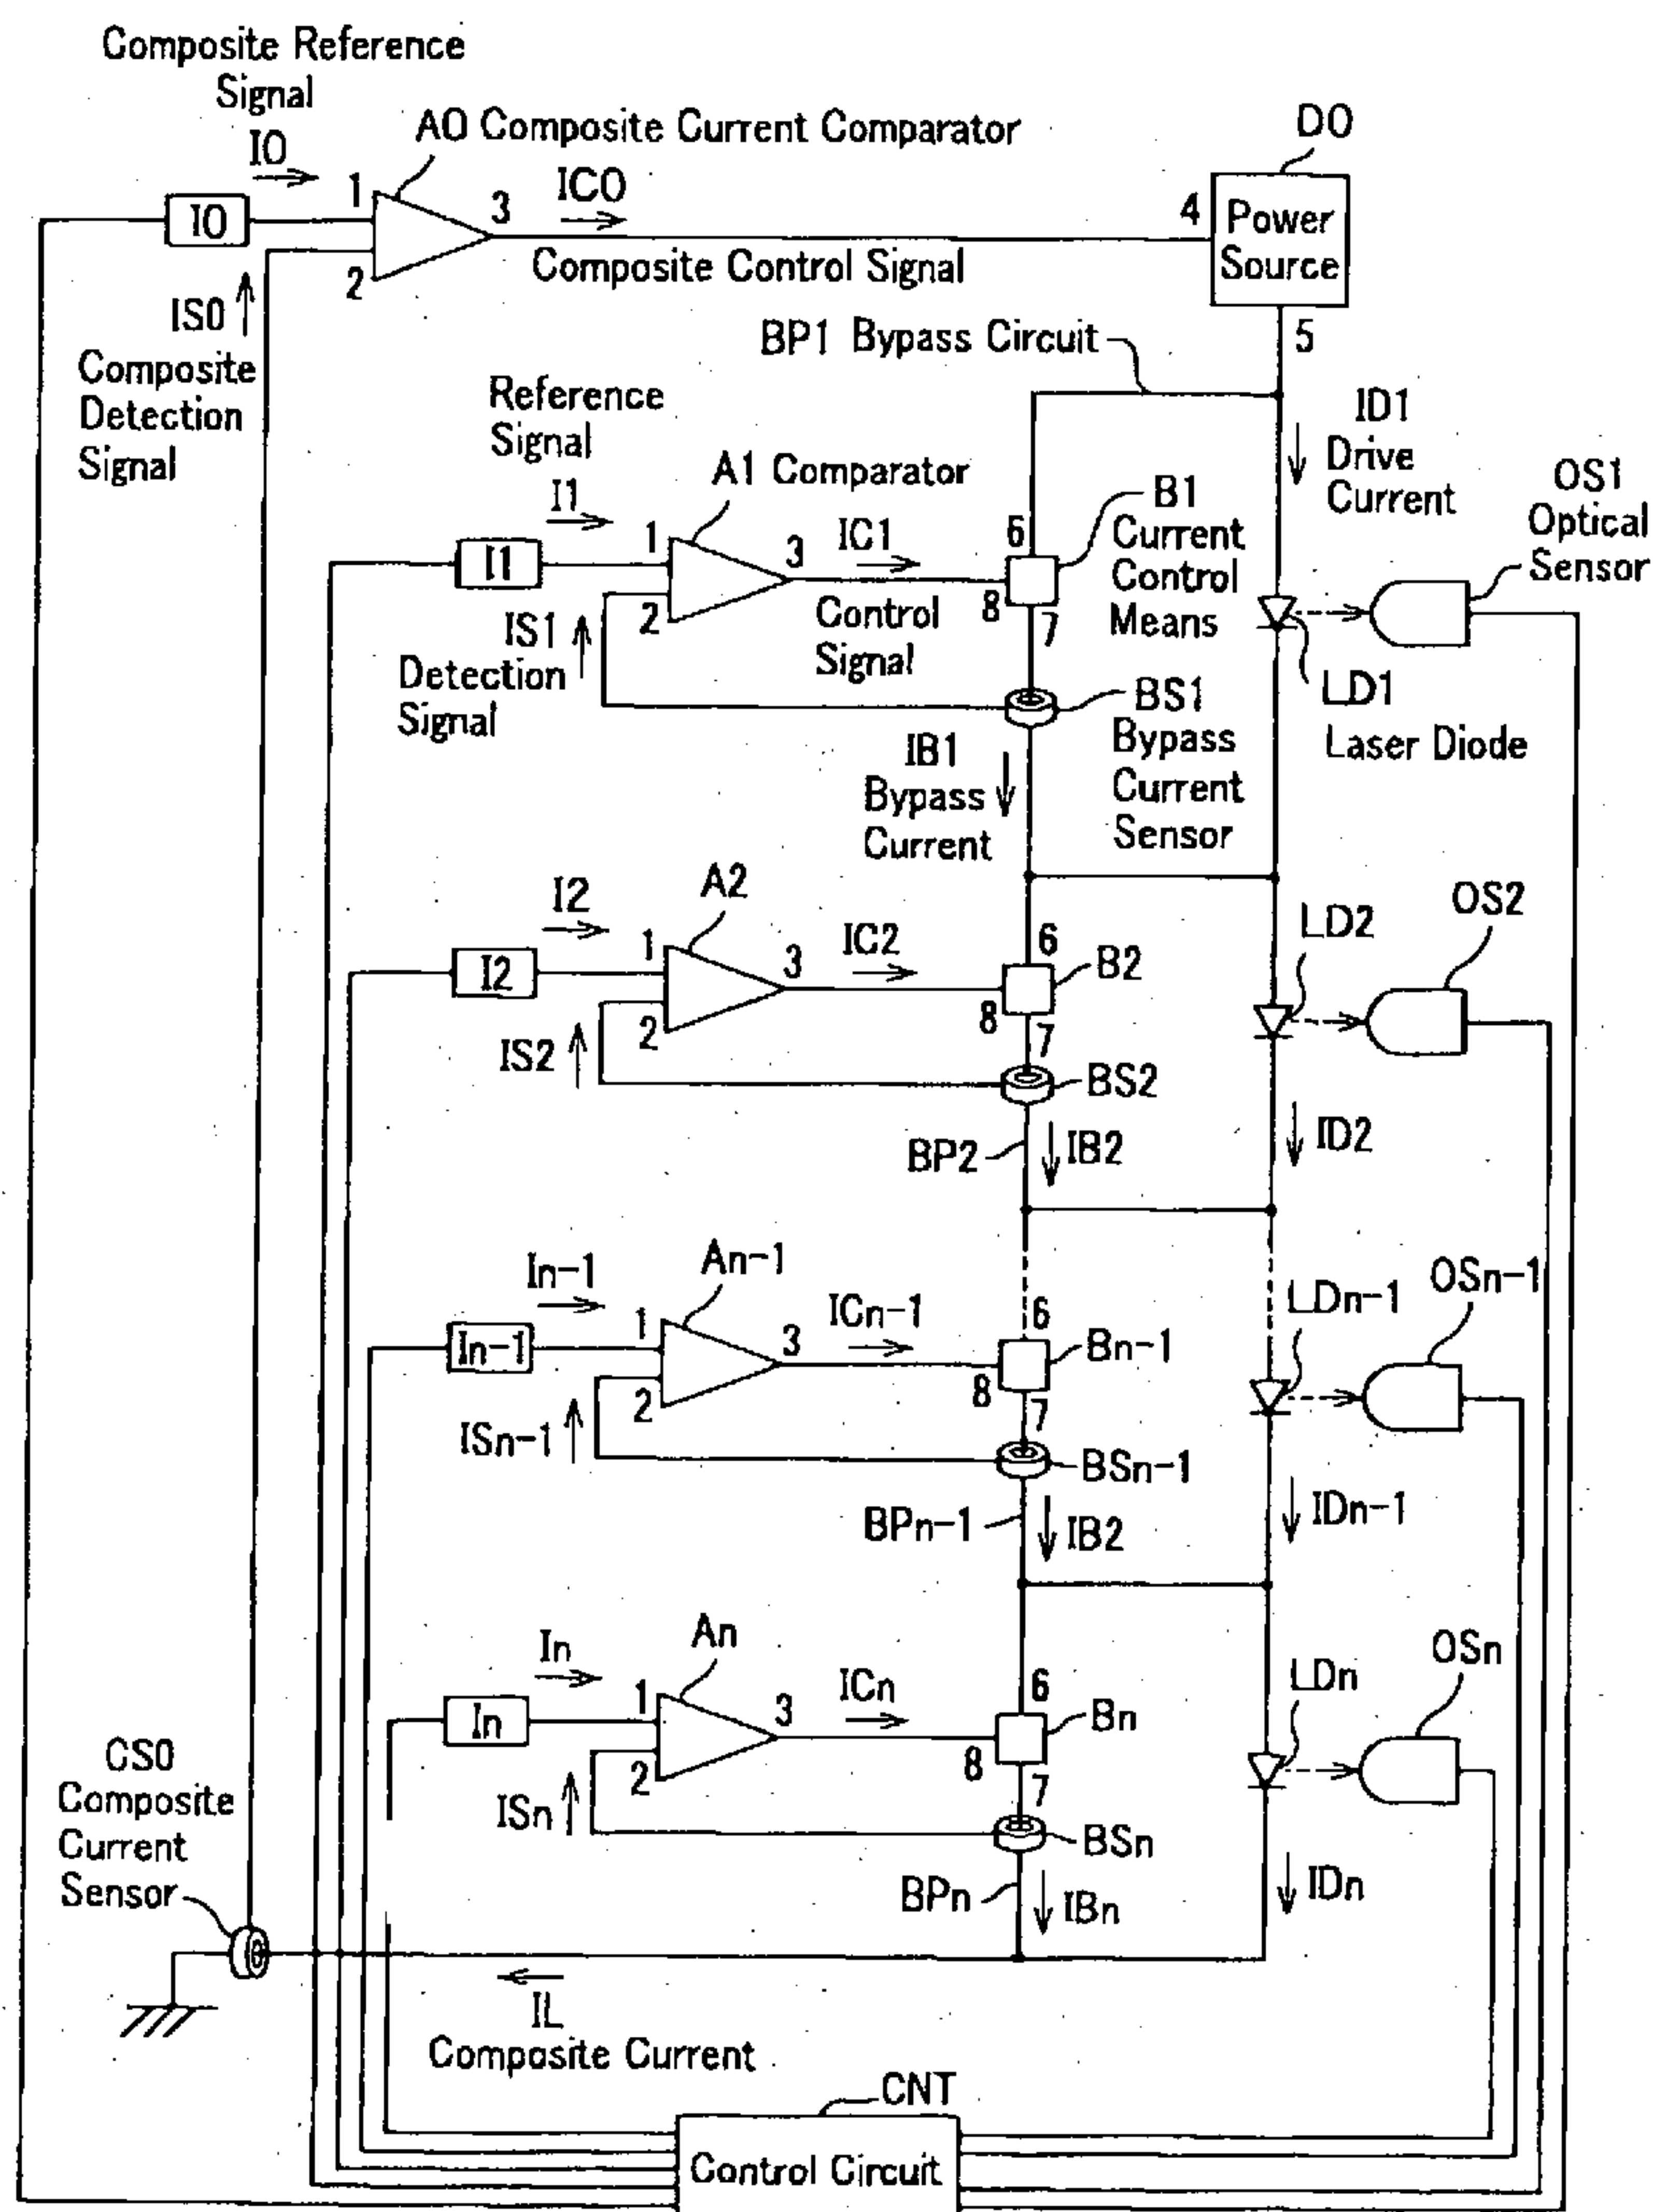 Composite Reference
Signal
I0
A0 Composite Current Comparator
D0
I0
1
2
3
IC0
Composite Control Signal
4
Power
Source
5
IS0
Composite
Detection
Signal
BP1 Bypass Circuit
ID1
Drive
Current
Reference
Signal
I1
A1 Comparator
OS1
Optical
Sensor
I1
1
2
3
IC1
Control
Signal
6
8
7
B1
Current
Control
Means
IS1
Detection
Signal
LD1
Laser Diode
BS1
Bypass
Current
Sensor
IB1
Bypass
Current
I2
A2
LD2
OS2
I2
1
2
3
IC2
6
8
7
B2
IS2
BS2
BP2
IB2
ID2
In-1
An-1
LDn-1
OSn-1
In-1
1
2
3
ICn-1
6
8
7
Bn-1
ISn-1
BSn-1
BPn-1
IB2
IDn-1
In
An
LDn
OSn
In
1
2
3
ICn
6
8
7
Bn
ISn
BSn
BPn
IBn
IDn
CS0
Composite
Current
Sensor
IL
Composite Current
CNT
Control Circuit